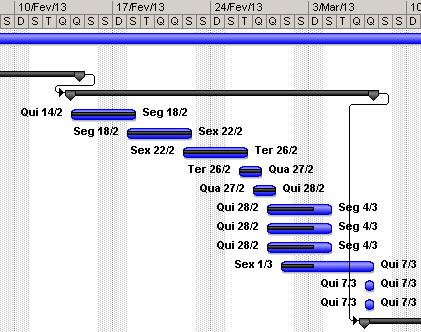 10/Fev/13 17/Fev/13 24/Fev/13 3/Mar/13 10
S D S T Q Q S S D S T Q Q S S D S T Q Q S S D S T Q Q S S D
Qui 14/2 Seg 18/2
Seg 18/2 Sex 22/2
Sex 22/2 Ter 26/2
Ter 26/2 Qua 27/2
Qua 27/2 Qui 28/2
Qui 28/2 Seg 4/3
Qui 28/2 Seg 4/3
Qui 28/2 Seg 4/3
Sex 1/3 Qui 7/3
Qui 7/3 Qui 7/3
Qui 7/3 Qui 7/3